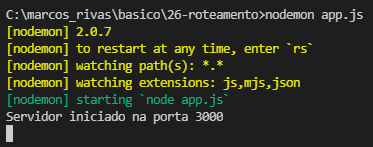 C:\marcos_rivas\basico\26-roteamento>nodemon app.js
[nodemon] 2.0.7
[nodemon] to restart at any time, enter `rs`
[nodemon] watching path(s): *.*
[nodemon] watching extensions: js,mjs,json
[nodemon] starting `node app.js`
Servidor iniciado na porta 3000